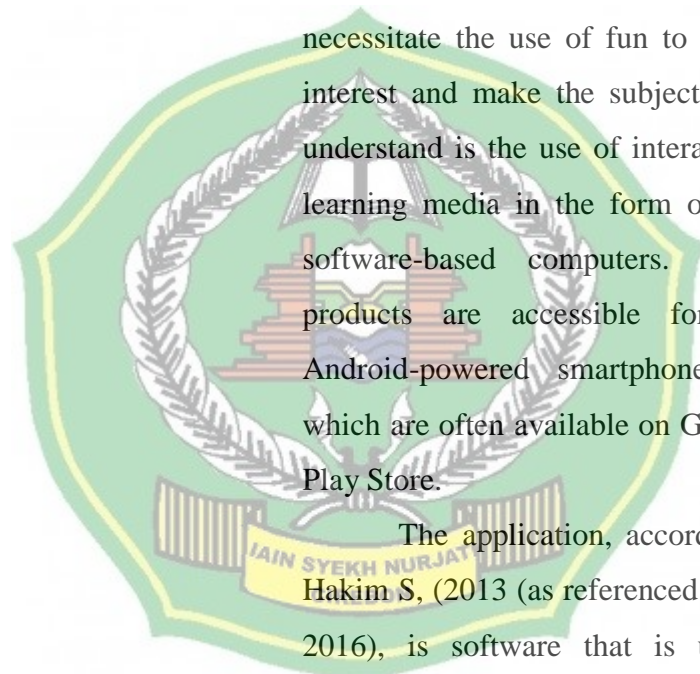 necessitate the use of fun to
interest and make the subject
understand is the use of intera
learning media in the form o
software-based computers.
products are accessible for
Android-powered smartphone
which are often available on G
Play Store.
The application, accord
Hakim S, (2013 (as referenced
2016), is software that is u
IAIN SYEKH NURJATI
CIREBON